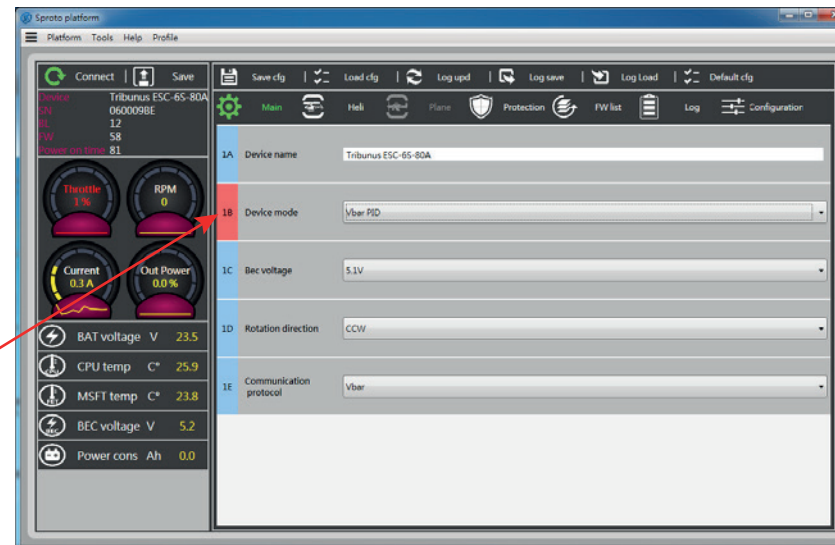 Sproto platform
Platform Tools Help Profile
Connect | Save
Save cfg | Load cfg | Log upd | Log save | Log Load | Default cfg
Device Tribunus ESC-6S-80A
SN 060009BE
BL 12
FW 58
Power on time 81
Main Heli Plane Protection FW list Log Configuration
Throttle
1 %
RPM
0
Current
0.3 A
Out Power
0.0 %
BAT voltage V 23.5
CPU temp C° 25.9
MSFT temp C° 23.8
BEC voltage V 5.2
Power cons Ah 0.0
1A Device name Tribunus ESC-6S-80A
1B Device mode Vbar PID
1C Bec voltage 5.1V
1D Rotation direction CCW
1E Communication protocol Vbar